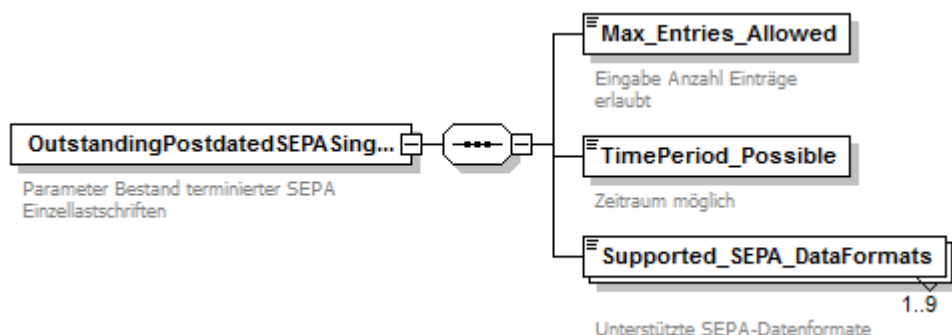 Max_Entries_Allowed
Eingabe Anzahl Einträge
erlaubt
OutstandingPostdatedSEPASing...
Parameter Bestand terminierter SEPA
Einzellastschriften
TimePeriod_Possible
Zeitraum möglich
Supported_SEPA_DataFormats
1..9
Unterstützte SEPA-Datenformate